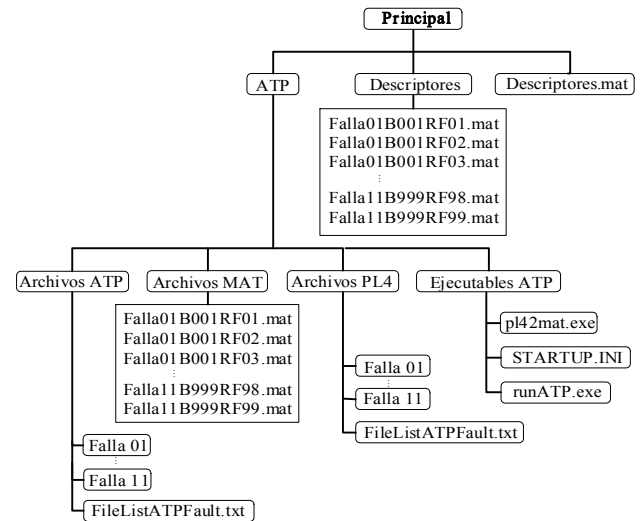 Principal
ATP
Descriptores
Descriptores.mat
Falla01B001RF01.mat
Falla01B001RF02.mat
Falla01B001RF03.mat
Falla11B999RF98.mat
Falla11B999RF99.mat
Archivos ATP
Archivos MAT
Archivos PL4
Ejecutables ATP
Falla01B001RF01.mat
Falla01B001RF02.mat
Falla01B001RF03.mat
Falla11B999RF98.mat
Falla11B999RF99.mat
pl42mat.exe
STARTUP.INI
runATP.exe
Falla 01
Falla 11
FileListATPFault.txt
Falla 01
Falla 11
FileListATPFault.txt